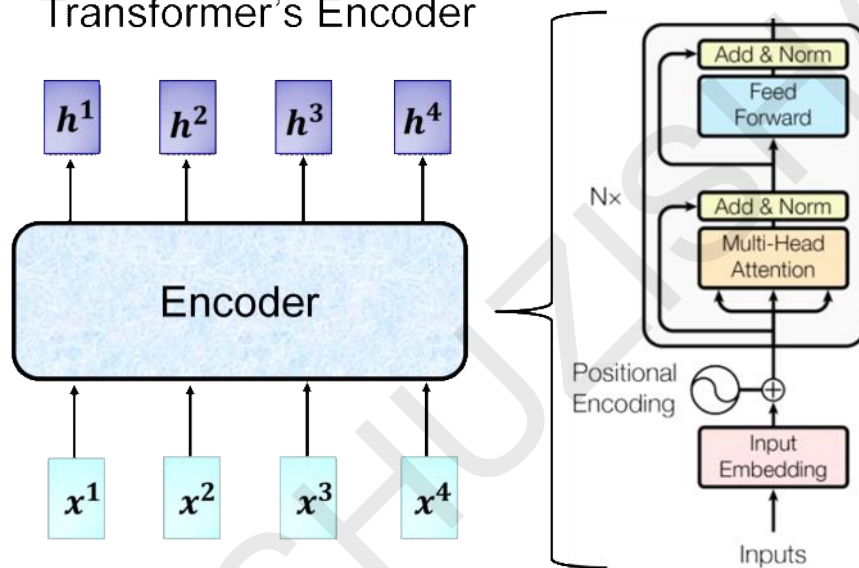 Transformer's Encoder
h¹ h² h³ h⁴
Encoder
x¹ x² x³ x⁴
Add & Norm
Feed
Forward
N×
Add & Norm
Multi-Head
Attention
Positional
Encoding
Input
Embedding
Inputs